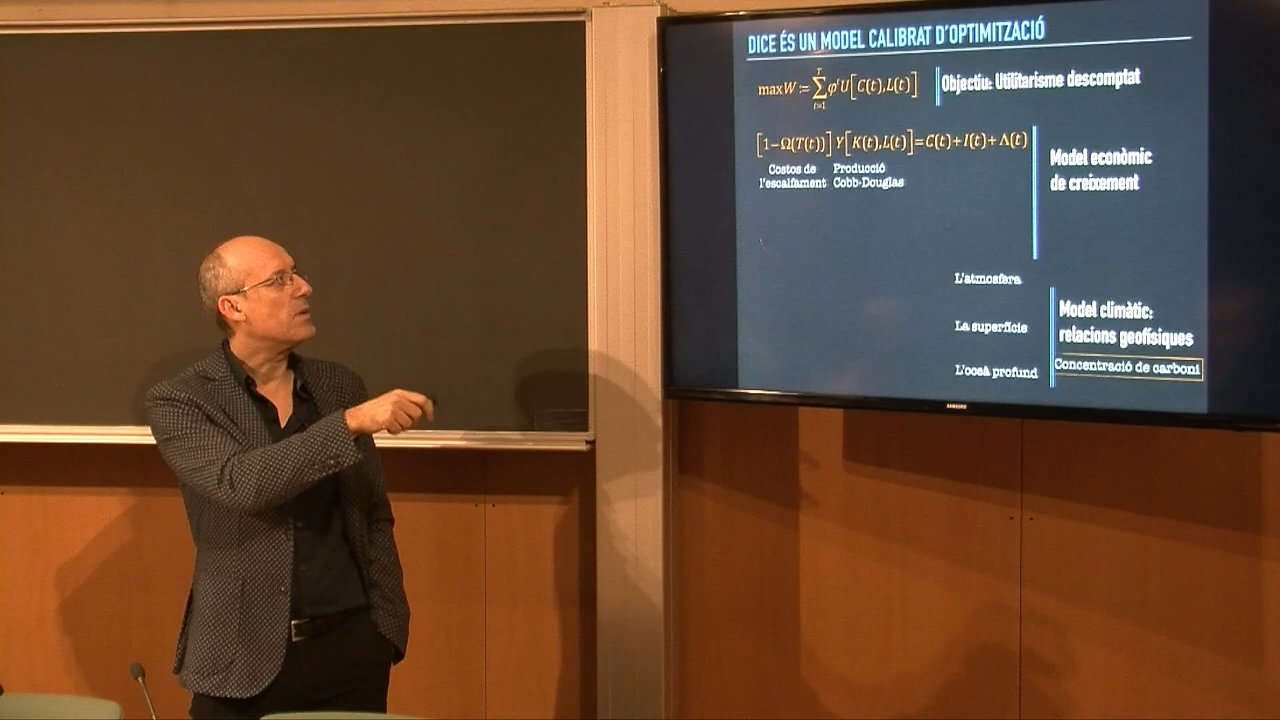 DICE ÉS UN MODEL CALIBRAT D'OPTIMITZACIÓ
max W := ∑_{t=1}^{T} φ^t U[C(t),L(t)]
Objectiu: Utilitarisme descomptat
[1-Ω(T(t))] Y[K(t),L(t)]=C(t)+I(t)+Λ(t)
Costos de
l'escalfament
Producció
Cobb-Douglas
Model econòmic
de creixement
L'atmosfera
La superfície
L'oceà profund
Model climàtic:
relacions geofísiques
Concentració de carboni
SAMSUNG